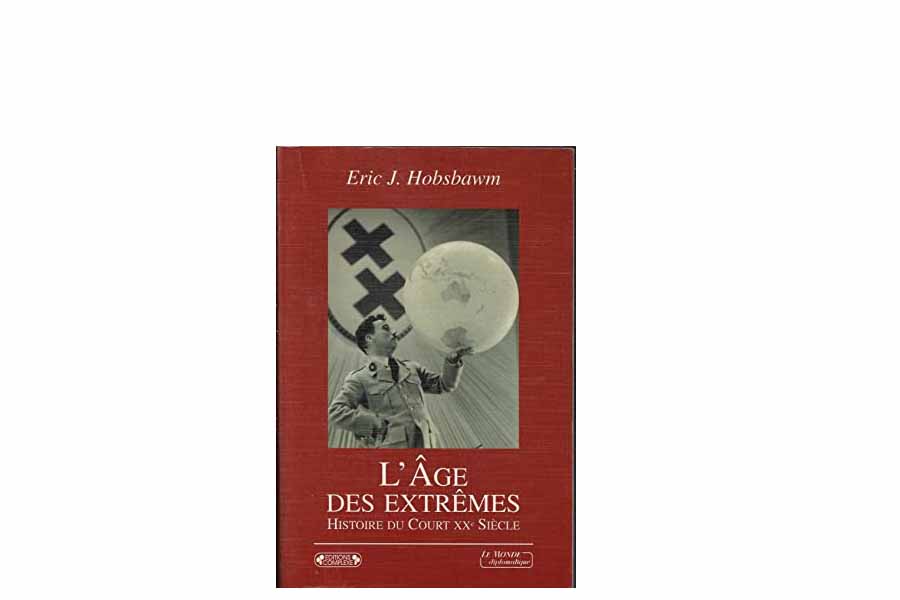 Eric J. Hobsbawm
L'ÂGE
DES EXTRÊMES
HISTOIRE DU COURT XXe SIÈCLE
EDITIONS
COMPLEXE
LE MONDE
diplomatique